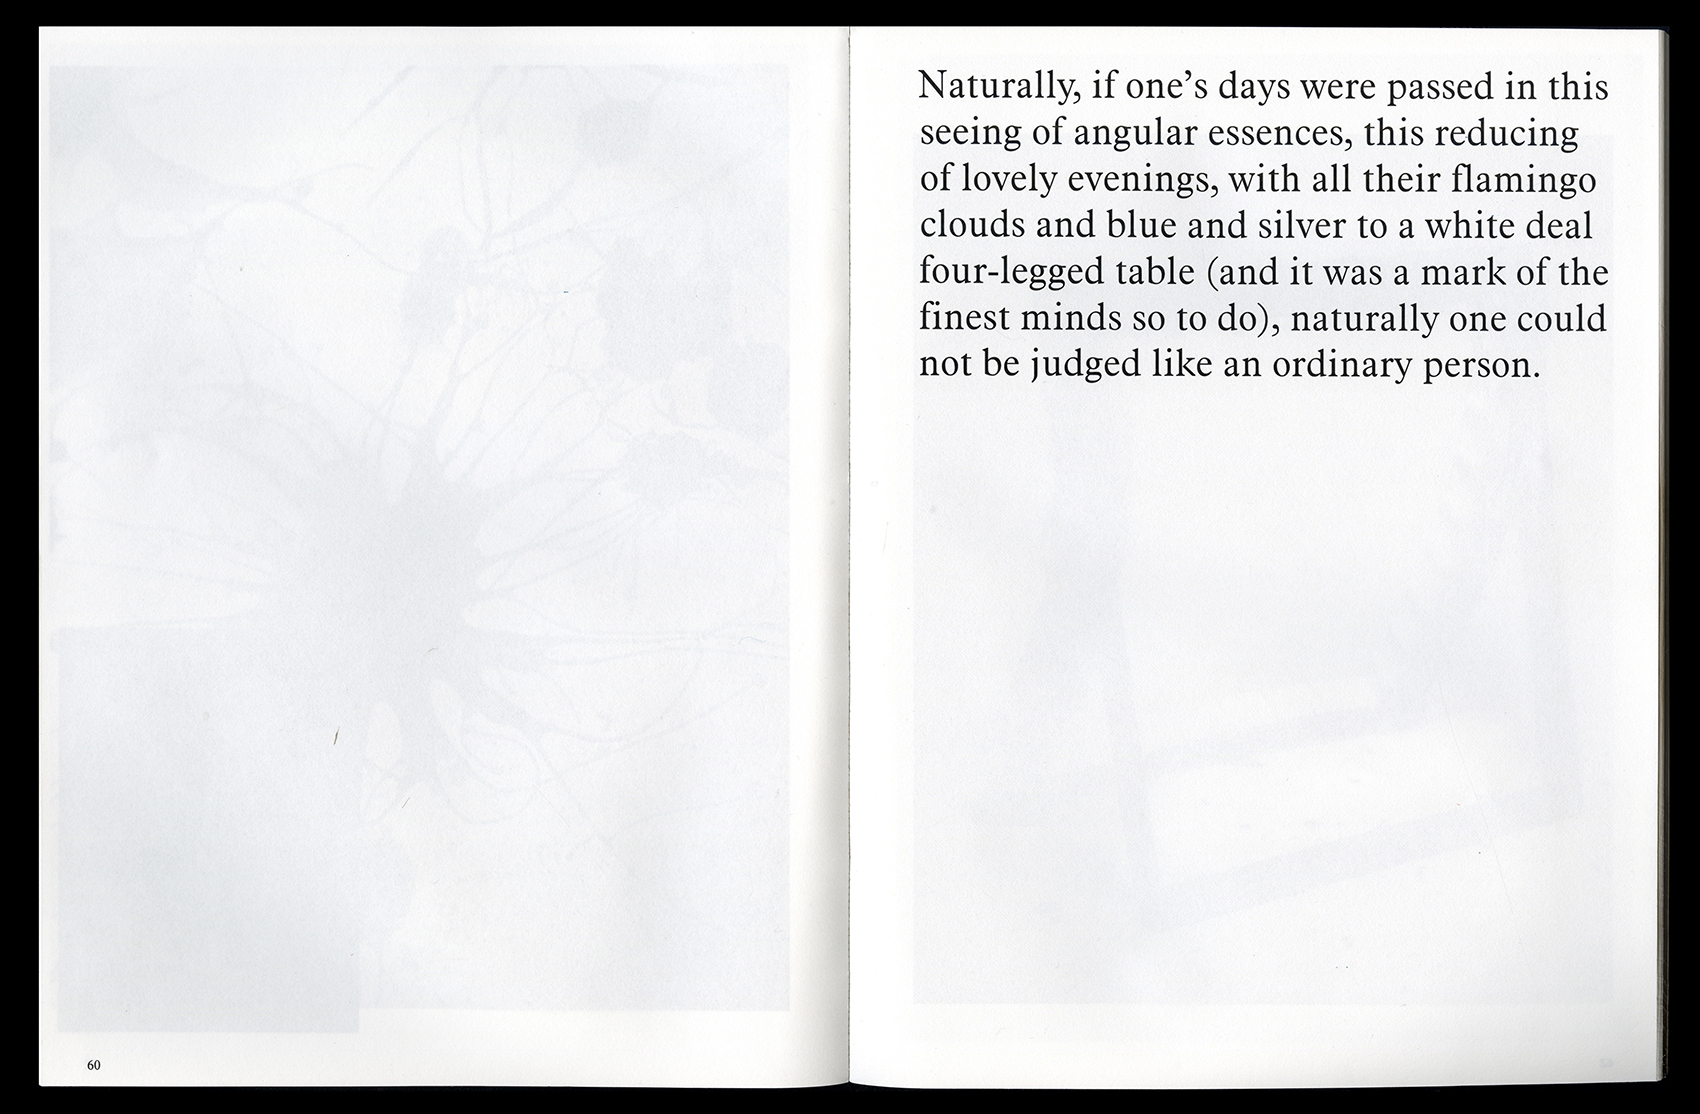 Naturally, if one’s days were passed in this
seeing of angular essences, this reducing
of lovely evenings, with all their flamingo
clouds and blue and silver to a white deal
four-legged table (and it was a mark of the
finest minds so to do), naturally one could
not be judged like an ordinary person.
60